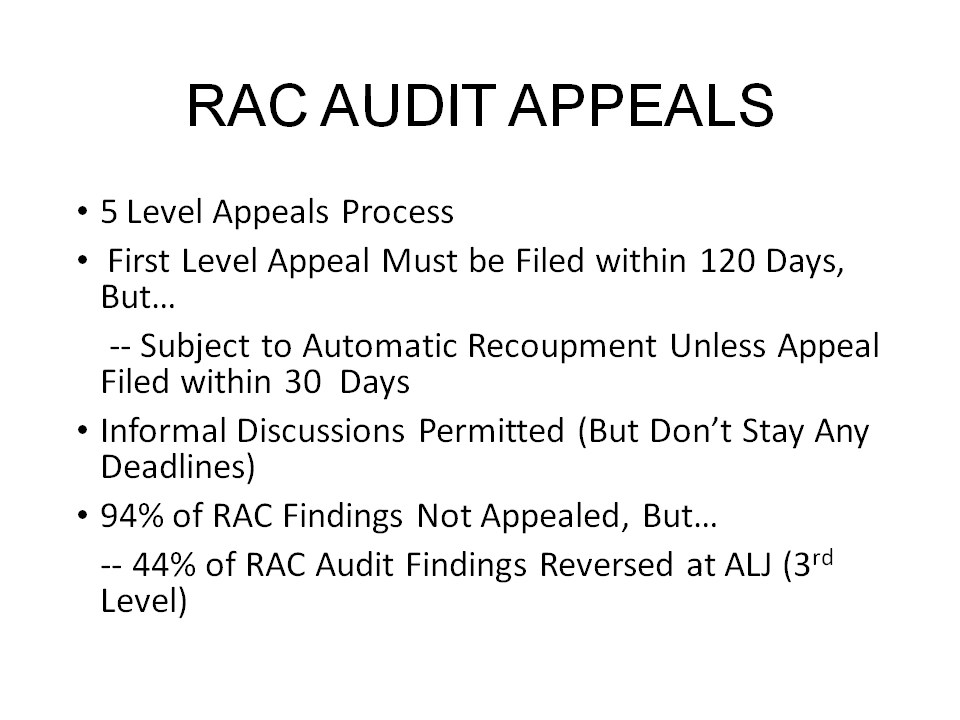 RAC AUDIT APPEALS
• 5 Level Appeals Process
• First Level Appeal Must be Filed within 120 Days,
But…
-- Subject to Automatic Recoupment Unless Appeal
Filed within 30  Days
• Informal Discussions Permitted (But Don’t Stay Any
Deadlines)
• 94% of RAC Findings Not Appealed, But…
-- 44% of RAC Audit Findings Reversed at ALJ (3rd
Level)